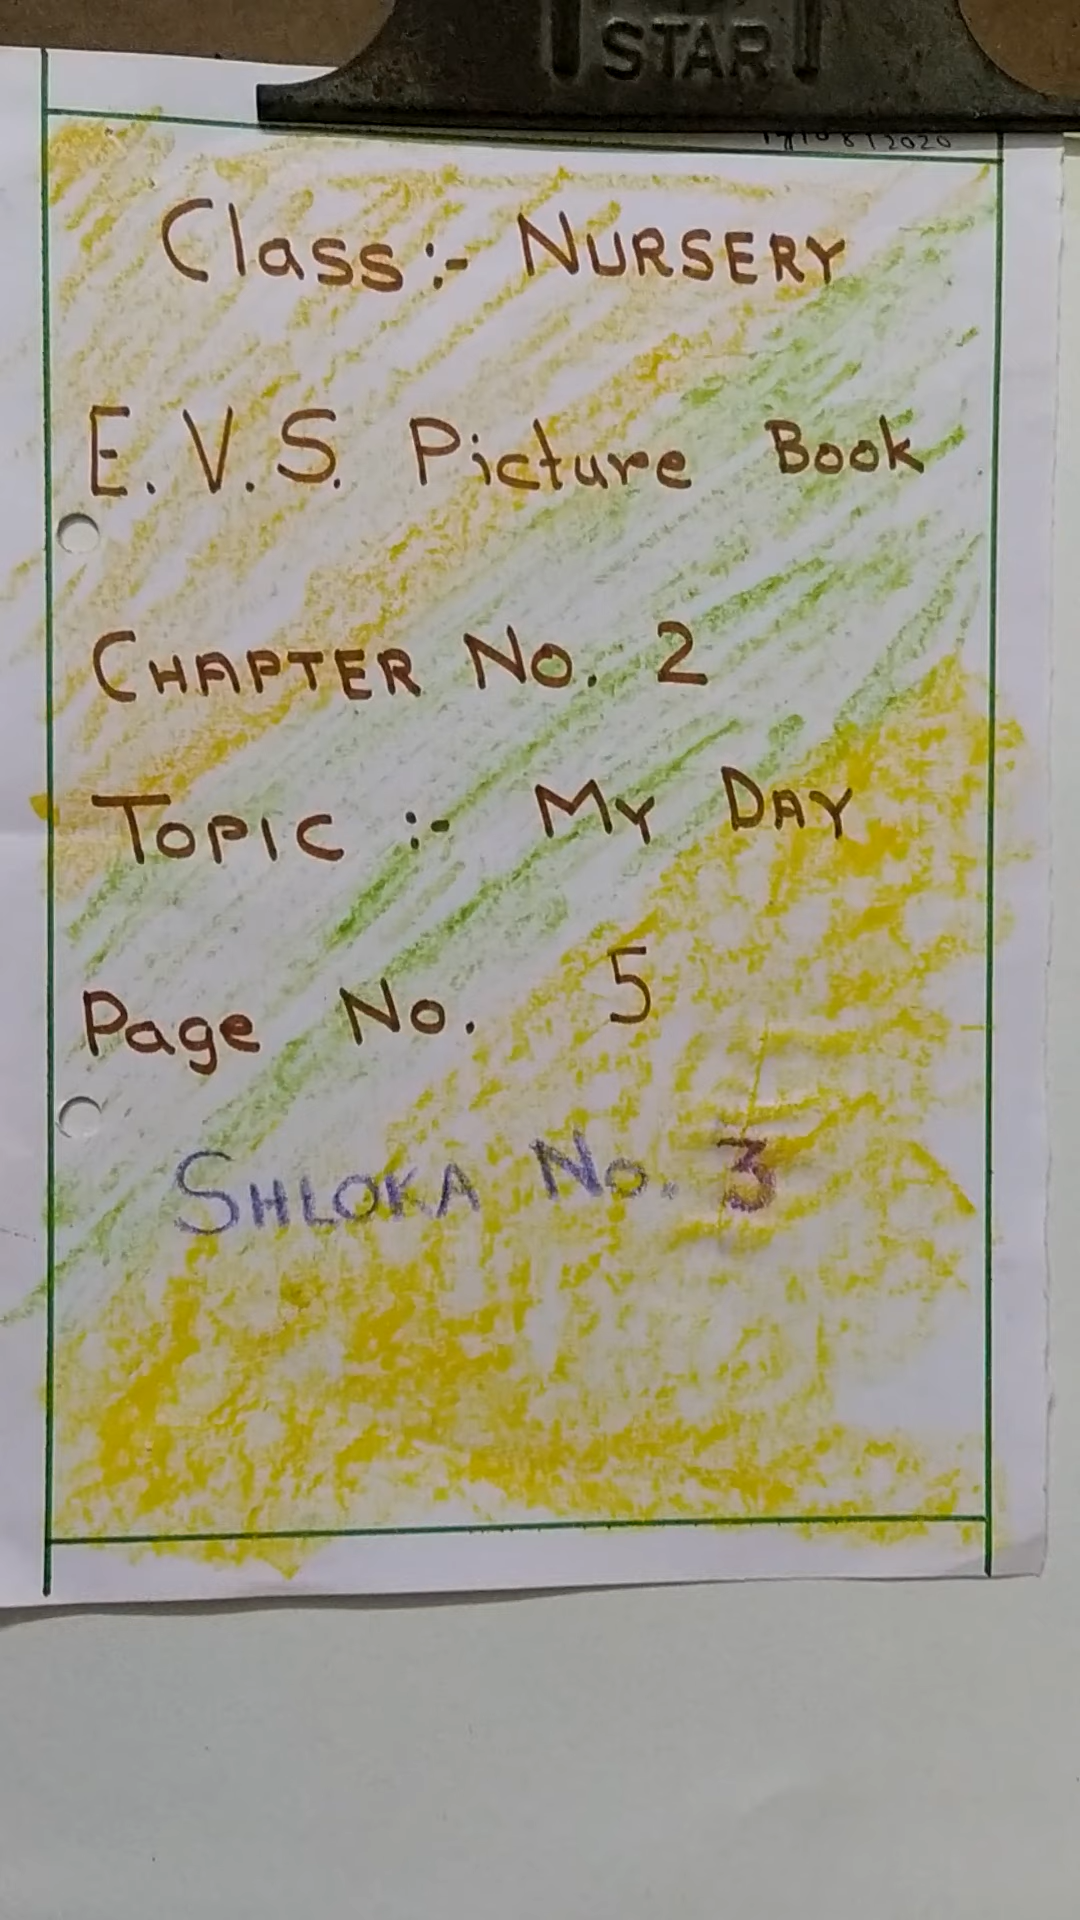 STAR
Class:- NURSERY
E.V.S. Picture Book
CHAPTER No. 2
TOPIC :- MY DAY
Page No. 5
SHLOKA No. 3